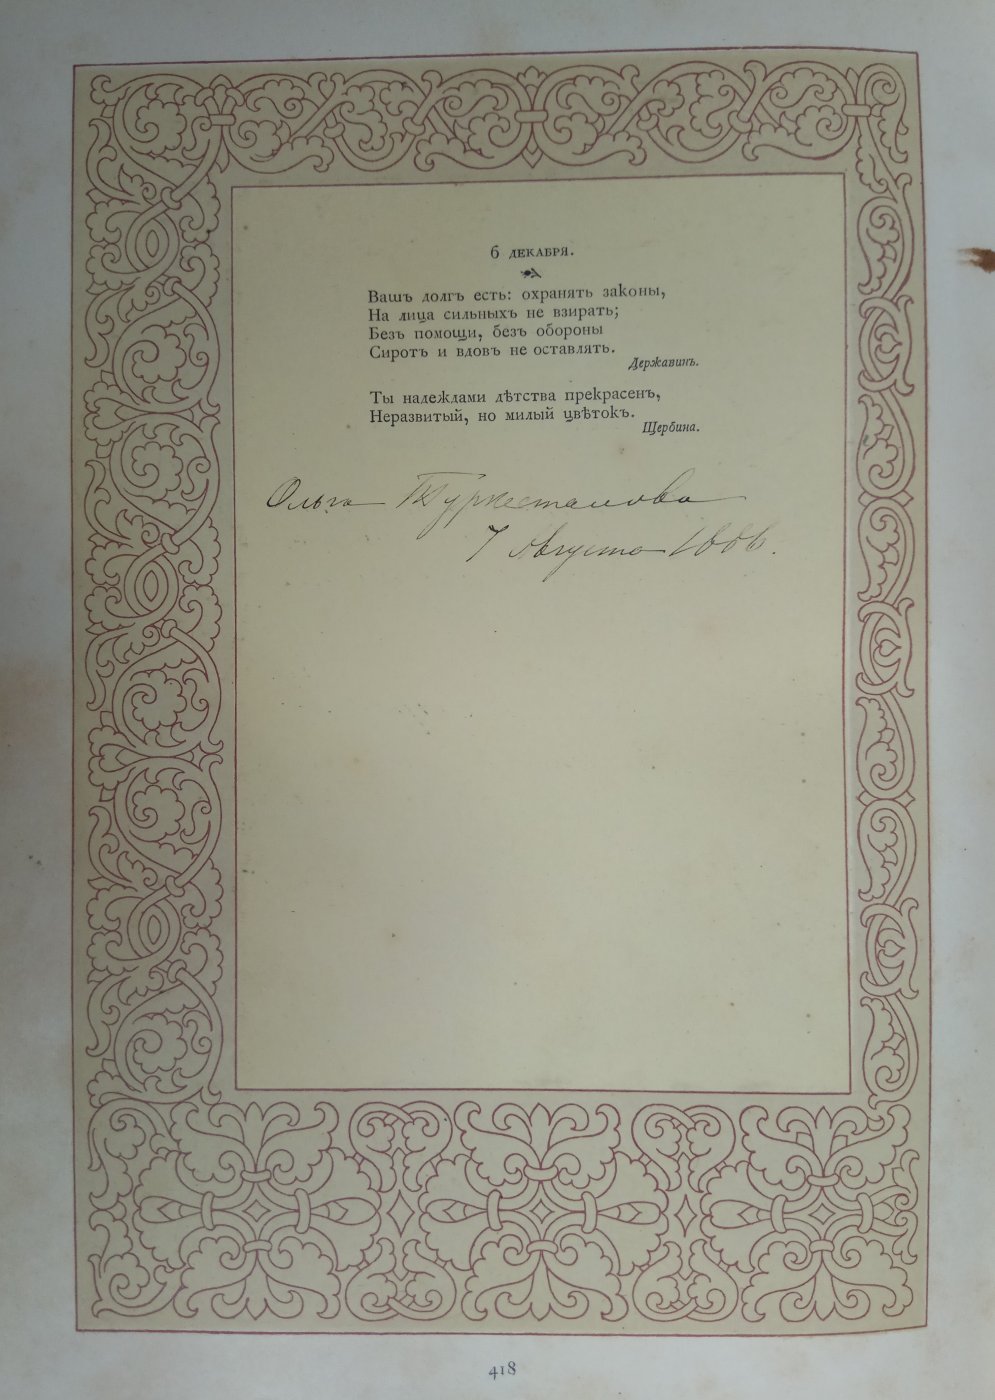 6 ДЕКАБРЯ.
Вашъ долгъ есть: охранять законы,
На лица сильныхъ не взирать;
Безъ помощи, безъ обороны
Сиротъ и вдовъ не оставлять.
Державинъ.
Ты надеждами дѣтства прекрасенъ,
Неразвитый, но милый цвѣтокъ.
Щербина.
Ольга Туркестанова
7 Августа 1886.
418